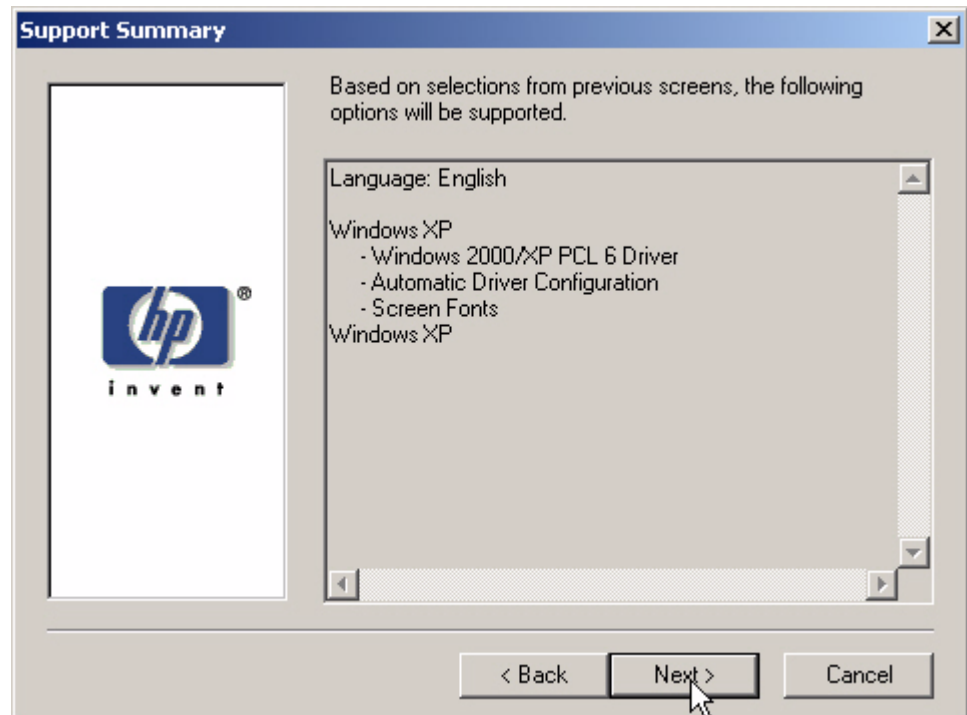 Support Summary
Based on selections from previous screens, the following
options will be supported.
Language: English
Windows XP
- Windows 2000/XP PCL 6 Driver
- Automatic Driver Configuration
- Screen Fonts
Windows XP
hp®
invent
< Back
Next >
Cancel